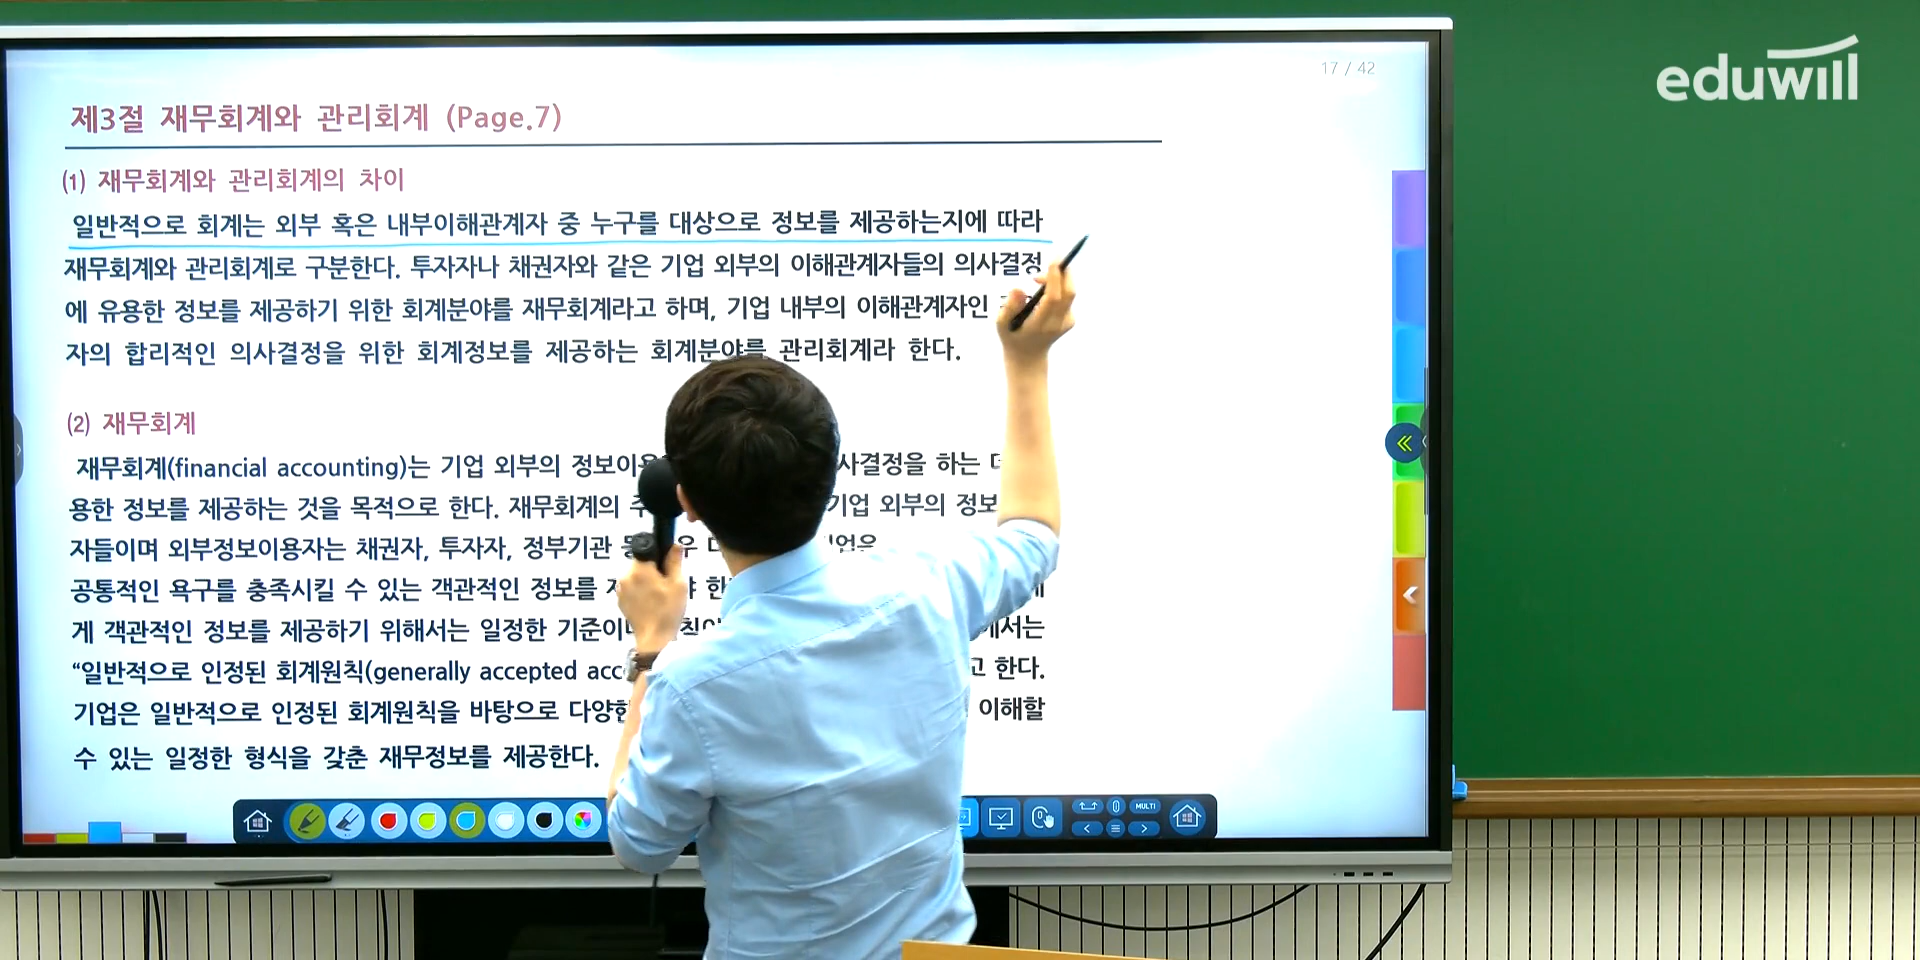 17 / 42
eduwill
제3절 재무회계와 관리회계 (Page.7)
(1) 재무회계와 관리회계의 차이
일반적으로 회계는 외부 혹은 내부이해관계자 중 누구를 대상으로 정보를 제공하는지에 따라
재무회계와 관리회계로 구분한다. 투자자나 채권자와 같은 기업 외부의 이해관계자들의 의사결정
에 유용한 정보를 제공하기 위한 회계분야를 재무회계라고 하며, 기업 내부의 이해관계자인
자의 합리적인 의사결정을 위한 회계정보를 제공하는 회계분야를 관리회계라 한다.
(2) 재무회계
재무회계(financial accounting)는 기업 외부의 사결정을 하는
용한 정보를 제공하는 것을 목적으로 한다. 재무회계의 기업 외부의 정보
자들이며 외부정보이용자는 채권자, 투자자, 정부기관
공통적인 욕구를 충족시킬 수 있는 객관적인 정보를
게 객관적인 정보를 제공하기 위해서는 일정한 에서는
“일반적으로 인정된 회계원칙(generally accepted 고 한다.
기업은 일반적으로 인정된 회계원칙을 바탕으로 이해할
수 있는 일정한 형식을 갖춘 재무정보를 제공한다.
MULTI